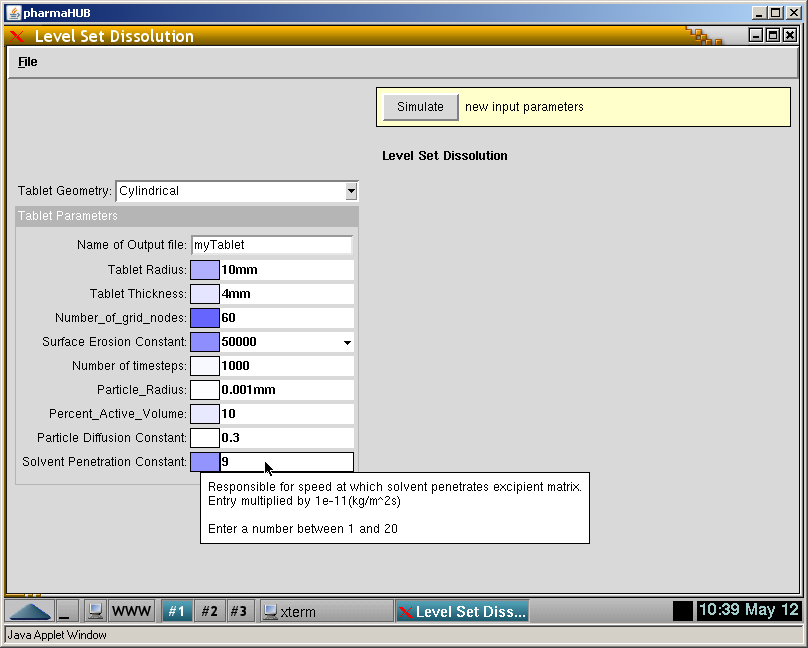 pharmaHUB
Level Set Dissolution
File
Simulate new input parameters
Level Set Dissolution
Tablet Geometry: Cylindrical
Tablet Parameters
Name of Output file: myTablet
Tablet Radius: 10mm
Tablet Thickness: 4mm
Number_of_grid_nodes: 60
Surface Erosion Constant: 50000
Number of timesteps: 1000
Particle_Radius: 0.001mm
Percent_Active_Volume: 10
Particle Diffusion Constant: 0.3
Solvent Penetration Constant: 9
Responsible for speed at which solvent penetrates excipient matrix.
Entry multiplied by 1e-11(kg/m^2s)
Enter a number between 1 and 20
WWW #1 #2 #3 xterm Level Set Diss... 10:39 May 12
Java Applet Window